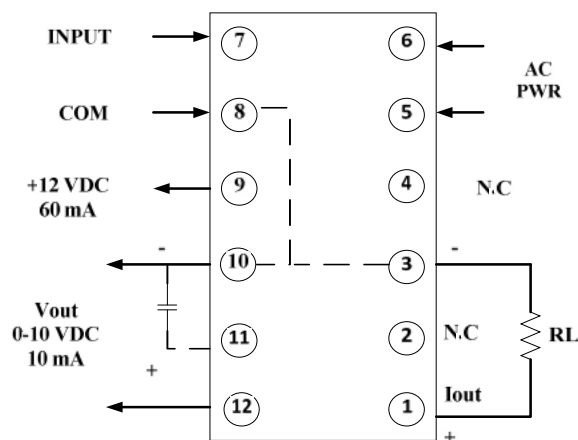 INPUT
7
6
AC
PWR
COM
8
5
+12 VDC
60 mA
9
4
N.C
-
10
3
-
Vout
0-10 VDC
10 mA
+
11
2
N.C
RL
12
1
Iout
+